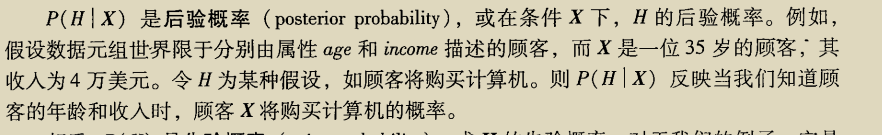 P(H|X) 是后验概率（posterior probability），或在条件 X 下，H 的后验概率。例如，
假设数据元组世界限于分别由属性 age 和 income 描述的顾客，而 X 是一位 35 岁的顾客，其
收入为 4 万美元。令 H 为某种假设，如顾客将购买计算机。则 P(H|X) 反映当我们知道顾
客的年龄和收入时，顾客 X 将购买计算机的概率。